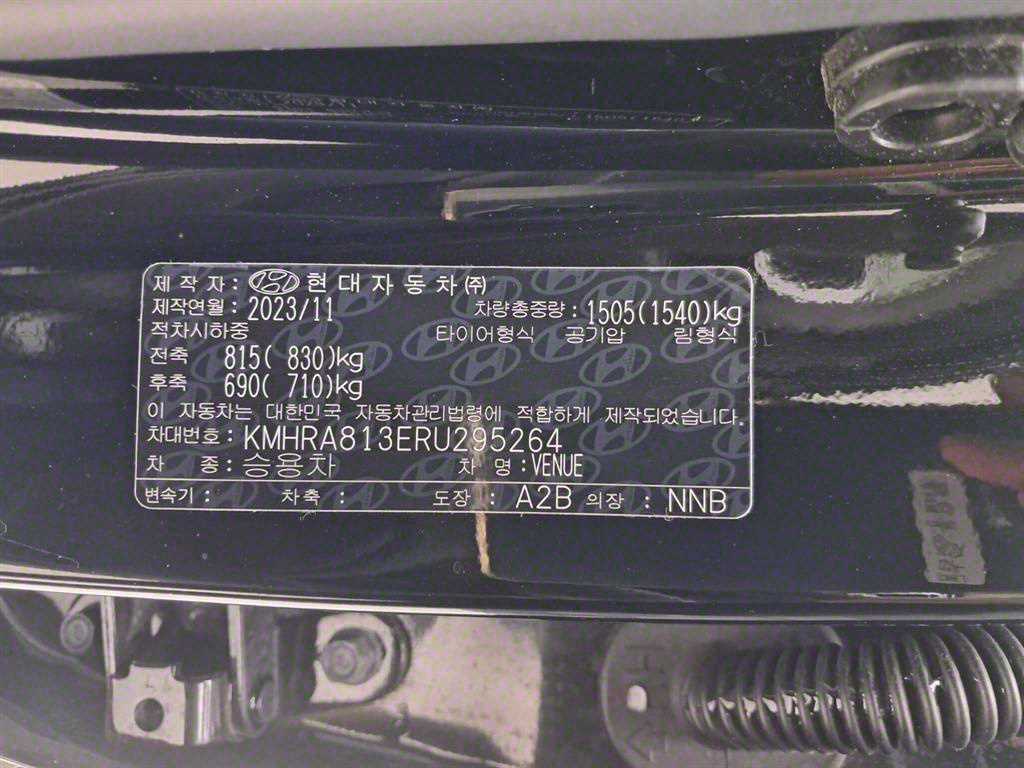 제 작 자 : 현대자동차(주)
제작연월 : 2023/11 차량총중량 : 1505(1540)kg
적차시하중 타이어형식 공기압 림형식
전축 815( 830)kg
후축 690( 710)kg
이 자동차는 대한민국 자동차관리법령에 적합하게 제작되었습니다.
차대번호 : KMHRA813ERU295264
차 종 : 승용차 차 명 : VENUE
변속기 : 차축 : 도장 : A2B 의장 : NNB